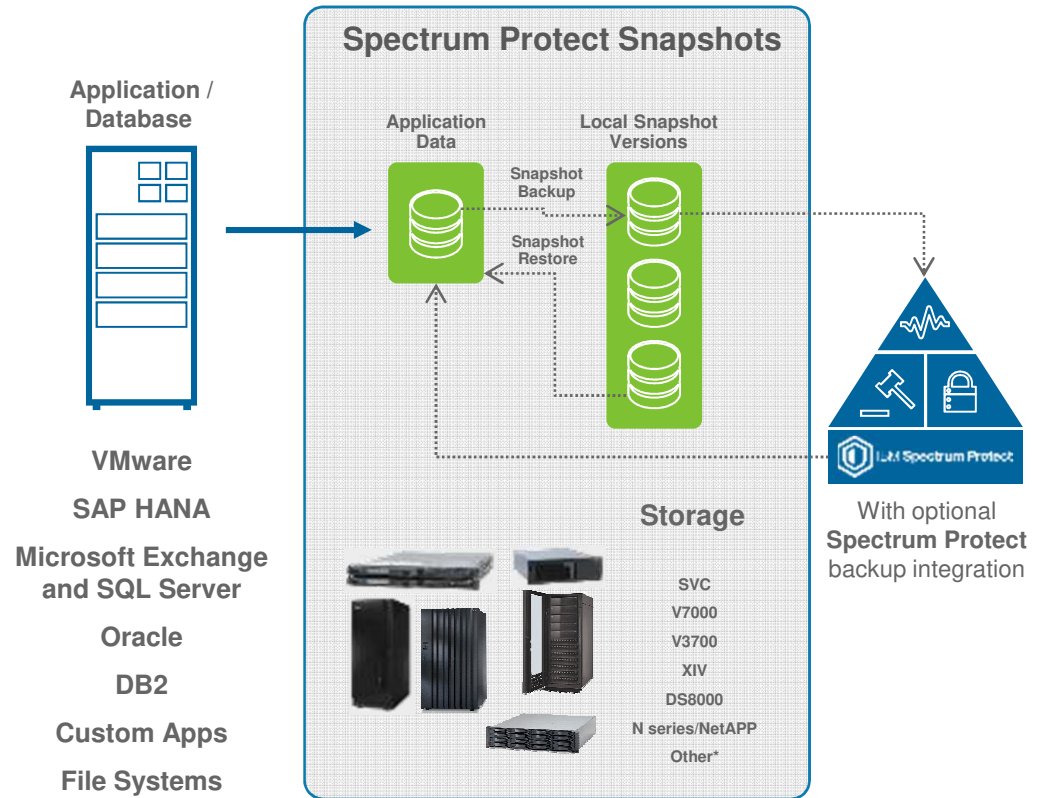 Spectrum Protect Snapshots
Application /
Database
Application
Data
Local Snapshot
Versions
Snapshot
Backup
Snapshot
Restore
Spectrum Protect
With optional
Spectrum Protect
backup integration
VMware
SAP HANA
Microsoft Exchange
and SQL Server
Oracle
DB2
Custom Apps
File Systems
Storage
SVC
V7000
V3700
XIV
DS8000
N series/NetAPP
Other*